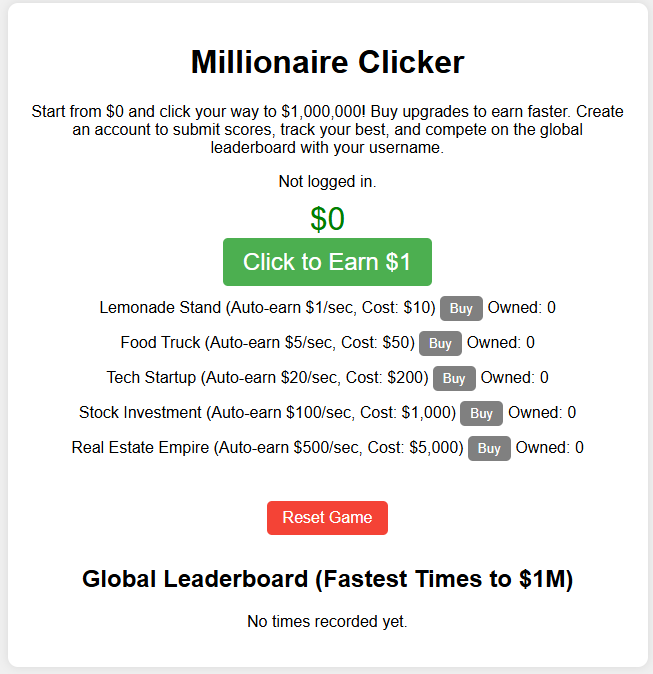 Millionaire Clicker
Start from $0 and click your way to $1,000,000! Buy upgrades to earn faster. Create
an account to submit scores, track your best, and compete on the global
leaderboard with your username.
Not logged in.
$0
Click to Earn $1
Lemonade Stand (Auto-earn $1/sec, Cost: $10) Buy Owned: 0
Food Truck (Auto-earn $5/sec, Cost: $50) Buy Owned: 0
Tech Startup (Auto-earn $20/sec, Cost: $200) Buy Owned: 0
Stock Investment (Auto-earn $100/sec, Cost: $1,000) Buy Owned: 0
Real Estate Empire (Auto-earn $500/sec, Cost: $5,000) Buy Owned: 0
Reset Game
Global Leaderboard (Fastest Times to $1M)
No times recorded yet.